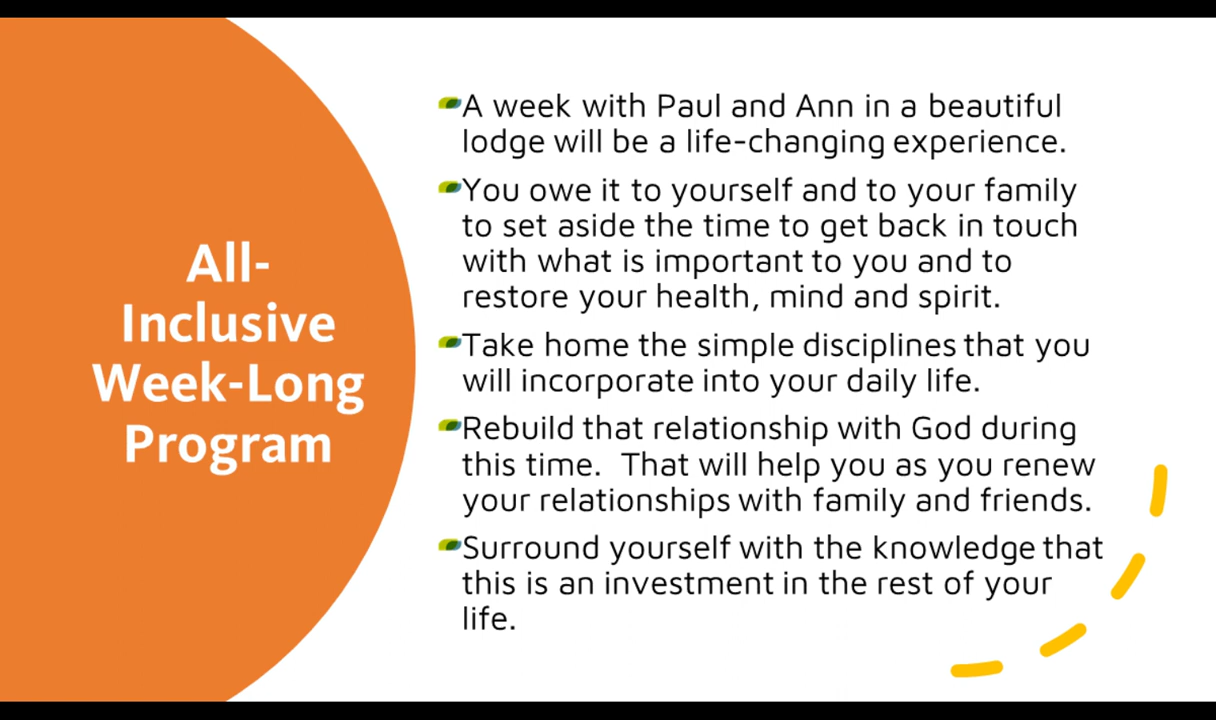 All-
Inclusive
Week-Long
Program
A week with Paul and Ann in a beautiful
lodge will be a life-changing experience.
You owe it to yourself and to your family
to set aside the time to get back in touch
with what is important to you and to
restore your health, mind and spirit.
Take home the simple disciplines that you
will incorporate into your daily life.
Rebuild that relationship with God during
this time.  That will help you as you renew
your relationships with family and friends.
Surround yourself with the knowledge that
this is an investment in the rest of your
life.